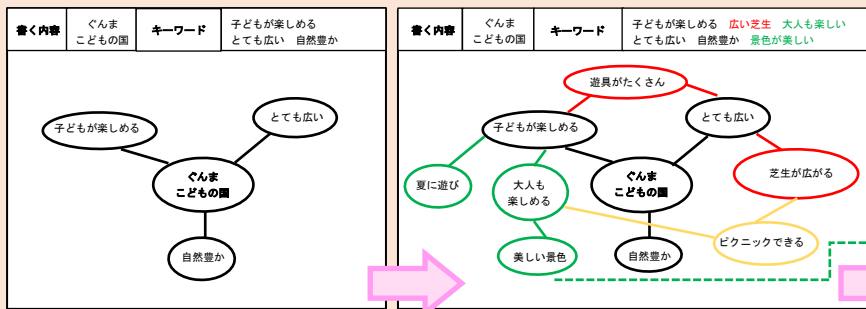 書く内容
ぐんま
こどもの国
キーワード
子どもが楽しめる
とても広い 自然豊か
子どもが楽しめる
とても広い
ぐんま
こどもの国
自然豊か
書く内容
ぐんま
こどもの国
キーワード
子どもが楽しめる 広い芝生 大人も楽しい
とても広い 自然豊か 景色が美しい
遊具がたくさん
子どもが楽しめる
とても広い
夏に遊び
大人も
楽しめる
ぐんま
こどもの国
芝生が広がる
美しい景色
自然豊か
ピクニックできる